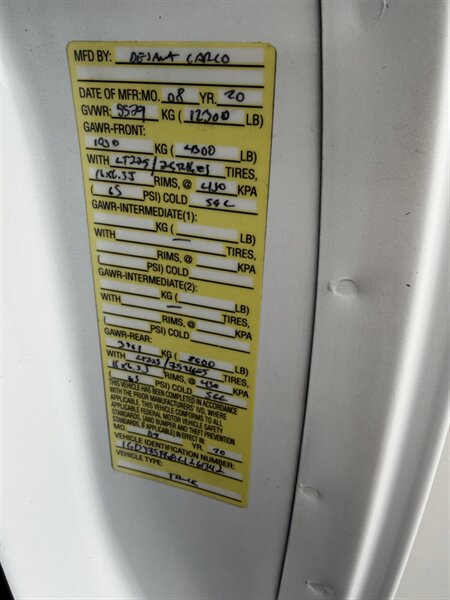 MFD BY: DEJANA CARGO
DATE OF MFR: MO. 08 YR. 20
GVWR: 5579 KG ( 12300 LB)
GAWR-FRONT:
KG ( 4300 LB)
WITH LT225/75R16E TIRES,
16X6.5J RIMS, @ 450 KPA
( 65 PSI) COLD SGL
GAWR-INTERMEDIATE(1):
KG ( — LB)
WITH TIRES,
RIMS, @ KPA
( PSI) COLD
GAWR-INTERMEDIATE(2):
KG ( — LB)
WITH TIRES,
RIMS, @ KPA
( PSI) COLD
GAWR-REAR:
KG ( 8600 LB)
WITH LT225/75R16E TIRES,
16X6.5J RIMS, @ 450 KPA
( 65 PSI) COLD
THIS VEHICLE HAS BEEN COMPLETED IN ACCORDANCE
WITH THE PRIOR MANUFACTURERS' IVD, WHERE
APPLICABLE. THIS VEHICLE CONFORMS TO ALL
APPLICABLE FEDERAL MOTOR VEHICLE SAFETY
STANDARDS, [AND BUMPER AND THEFT PREVENTION
STANDARDS, IF APPLICABLE] IN EFFECT IN:
MO. 07 YR. 20
VEHICLE IDENTIFICATION NUMBER:
VEHICLE TYPE:
TRUCK